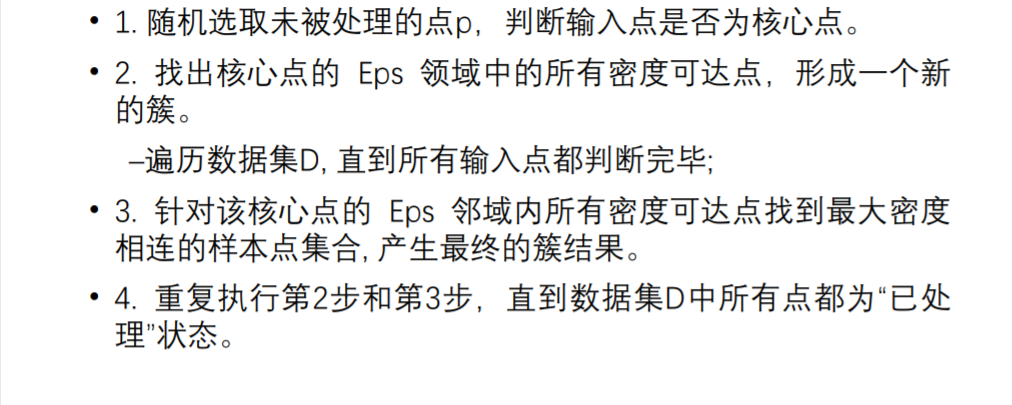 • 1. 随机选取未被处理的点p，判断输入点是否为核心点。
• 2. 找出核心点的 Eps 领域中的所有密度可达点，形成一个新
的簇。
–遍历数据集D, 直到所有输入点都判断完毕;
• 3. 针对该核心点的 Eps 邻域内所有密度可达点找到最大密度
相连的样本点集合, 产生最终的簇结果。
• 4. 重复执行第2步和第3步，直到数据集D中所有点都为“已处
理”状态。